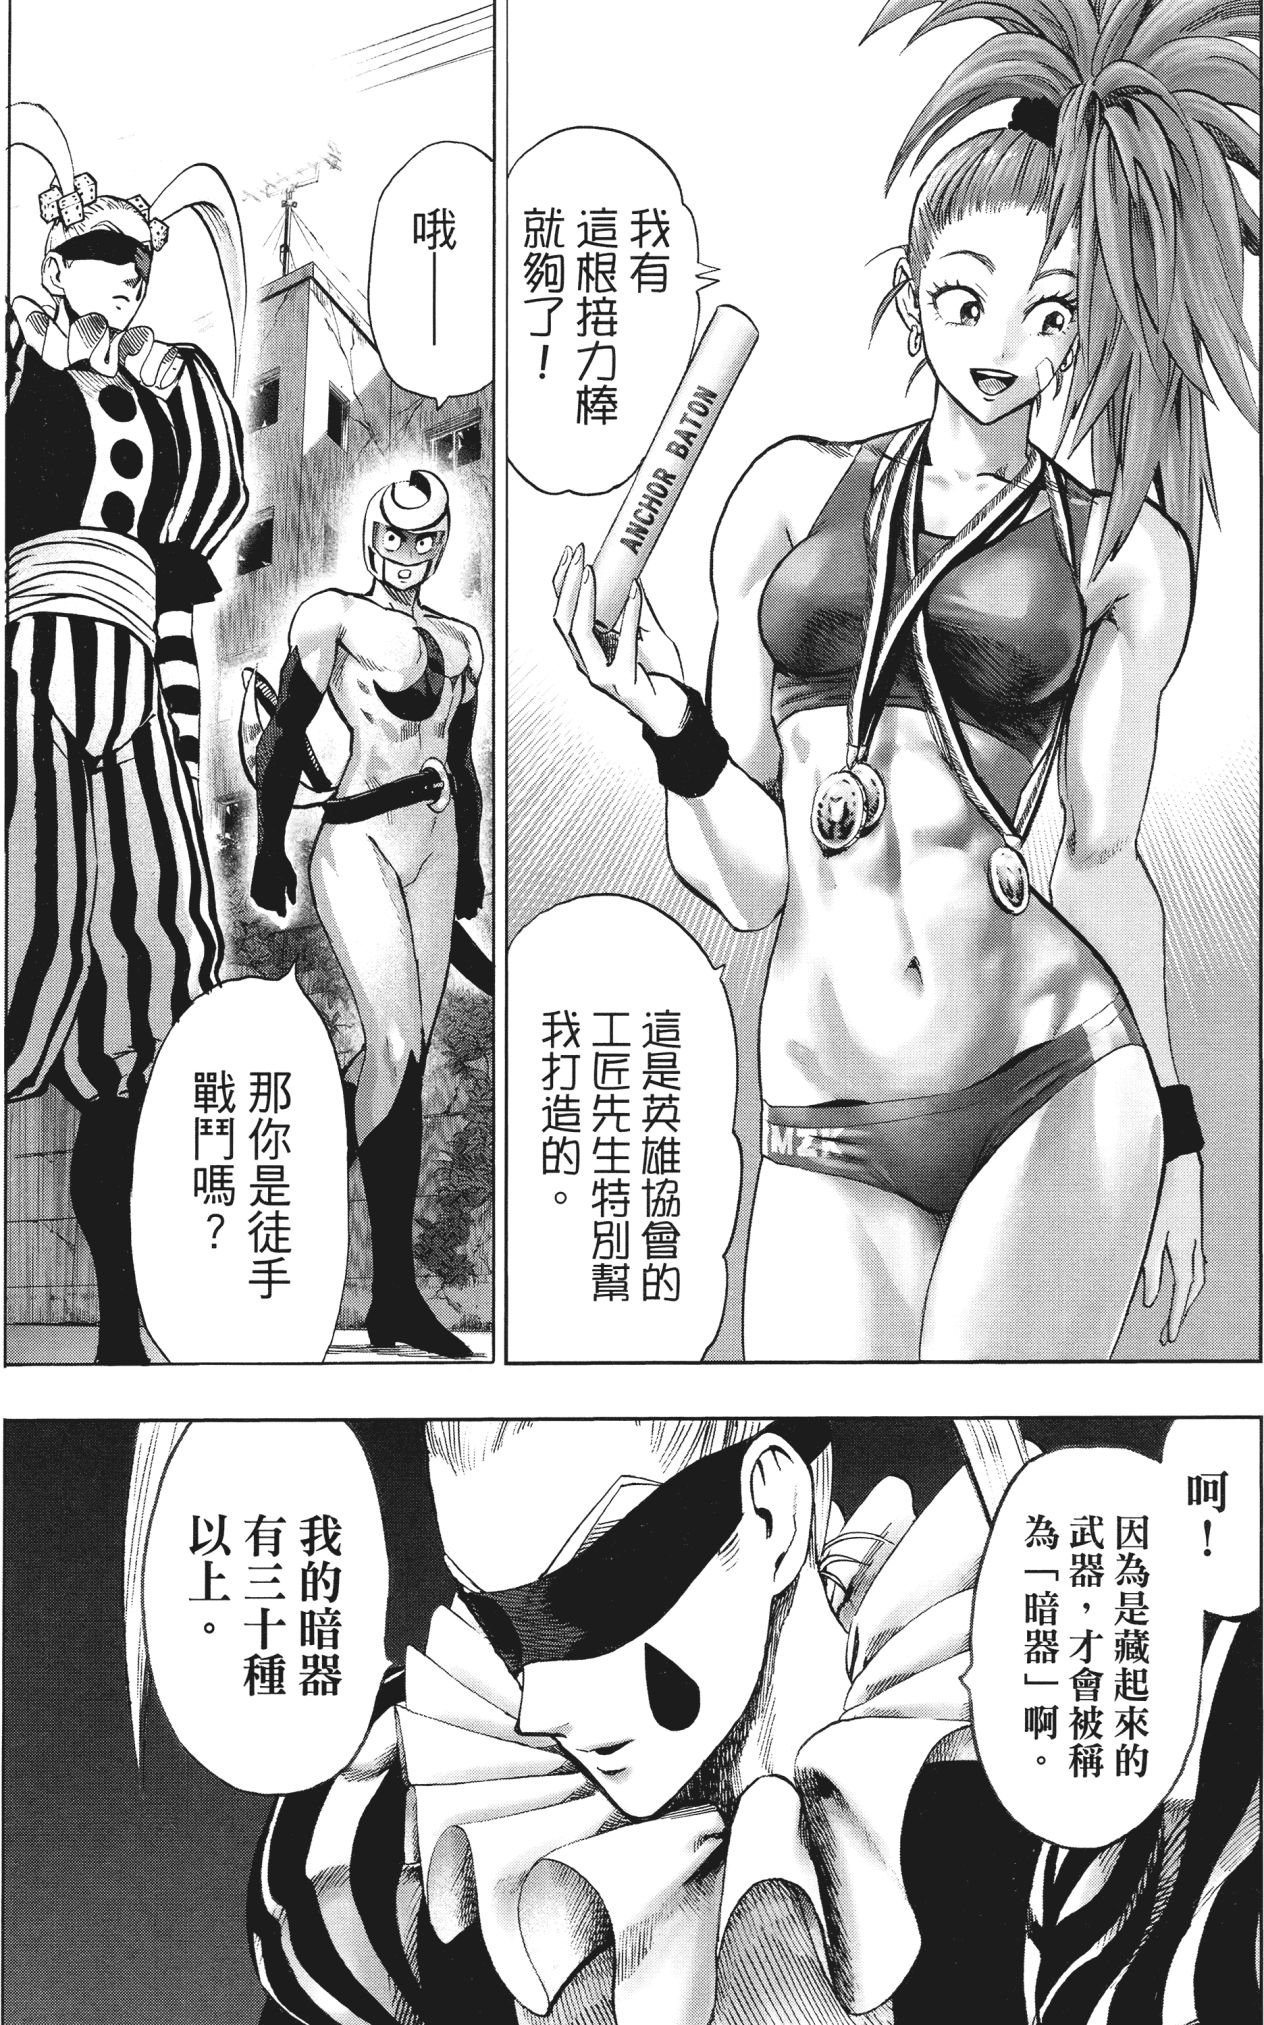 我有
這根接力棒
就夠了！
ANCHOR BATON
這是英雄協會的
工匠先生特別幫
我打造的。
MZK
哦——
那你是徒手
戰鬥嗎？
呵！
因為是藏起來的
武器，才會被稱
為「暗器」啊。
我的暗器
有三十種
以上。